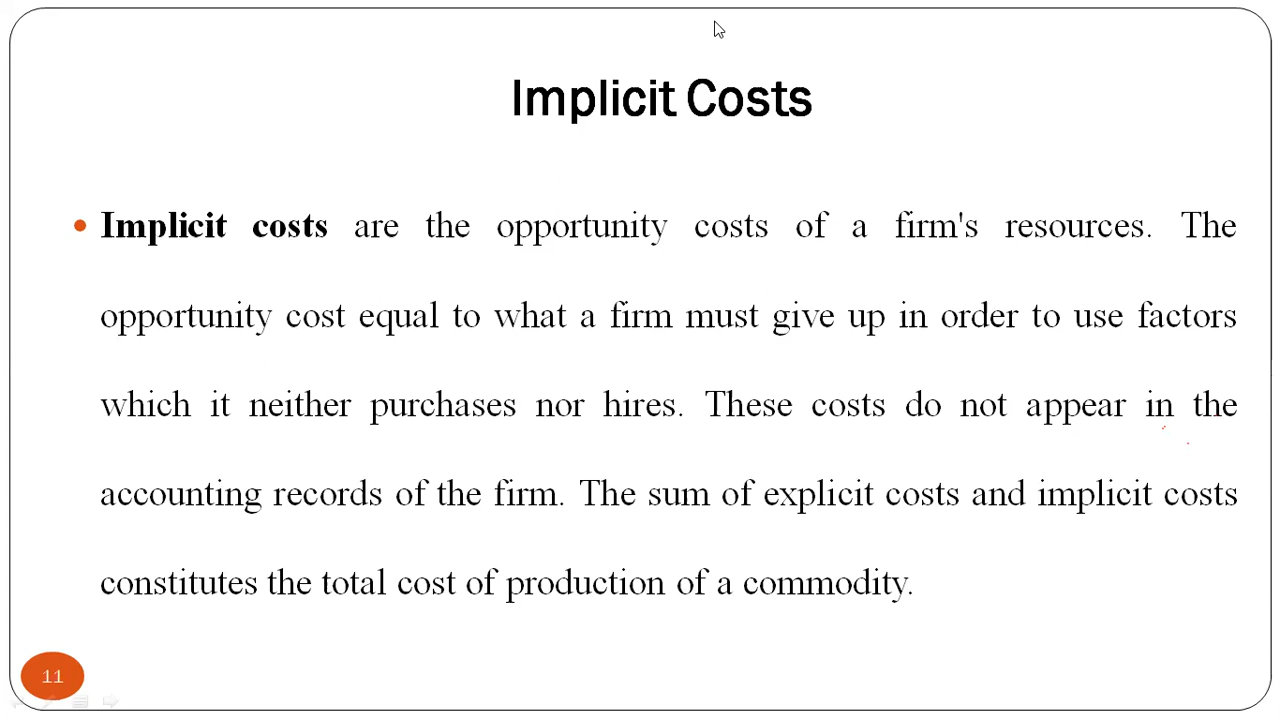 Implicit Costs
• Implicit costs are the opportunity costs of a firm's resources. The
opportunity cost equal to what a firm must give up in order to use factors
which it neither purchases nor hires. These costs do not appear in the
accounting records of the firm. The sum of explicit costs and implicit costs
constitutes the total cost of production of a commodity.
11